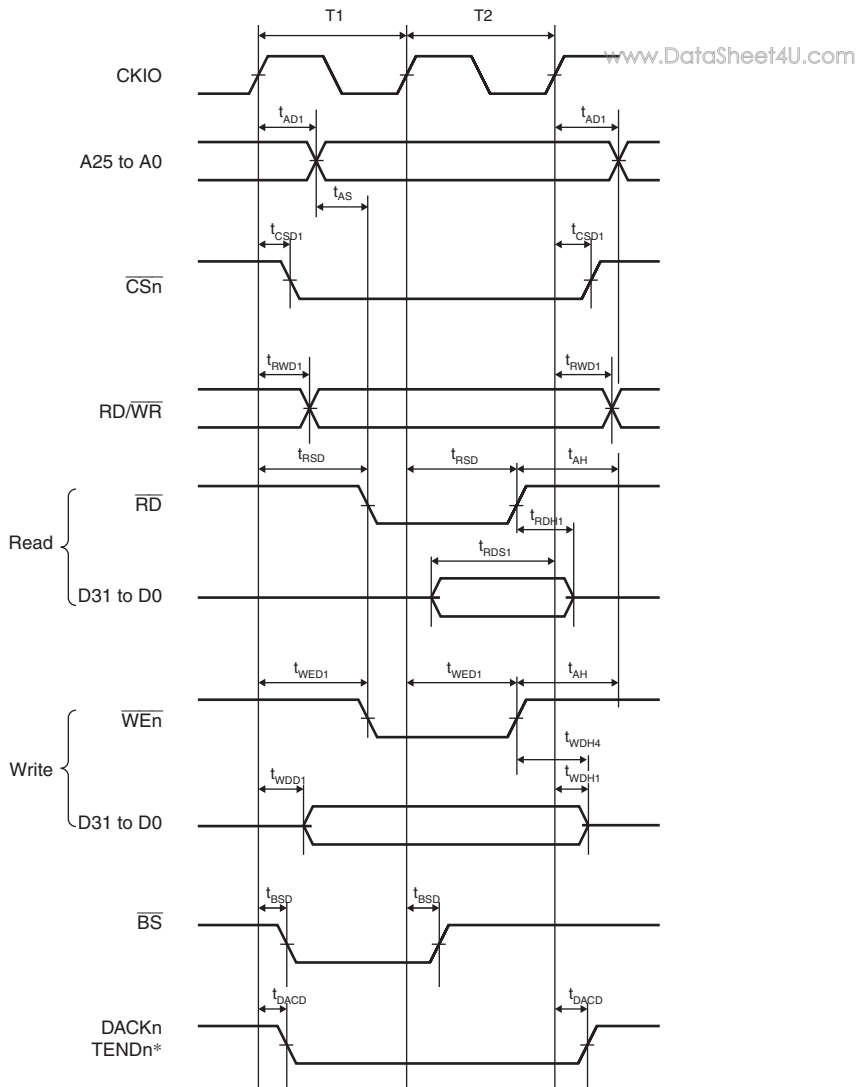 T1 T2
www.DataSheet4U.com
CKIO
tAD1 tAD1
A25 to A0
tAS
tCSD1 tCSD1
CSn
tRWD1 tRWD1
RD/WR
tRSD tRSD tAH
RD
tRDH1
Read
tRDS1
D31 to D0
tWED1 tWED1 tAH
WEn
tWDH4
Write
tWDD1 tWDH1
D31 to D0
tBSD tBSD
BS
tDACD tDACD
DACKn
TENDn*